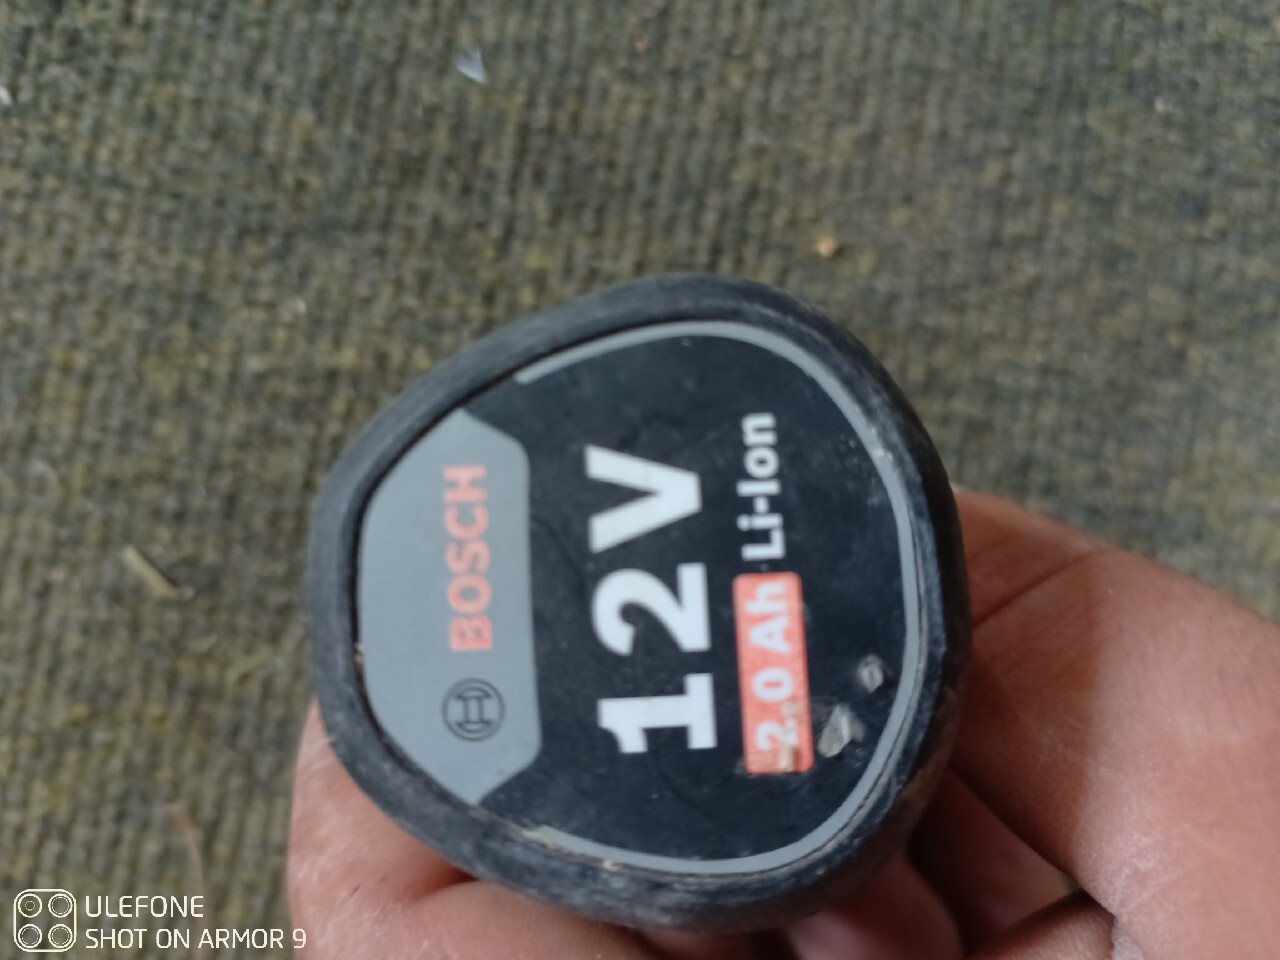 BOSCH
12V
2.0 Ah Li-Ion
ULEFONE
SHOT ON ARMOR 9